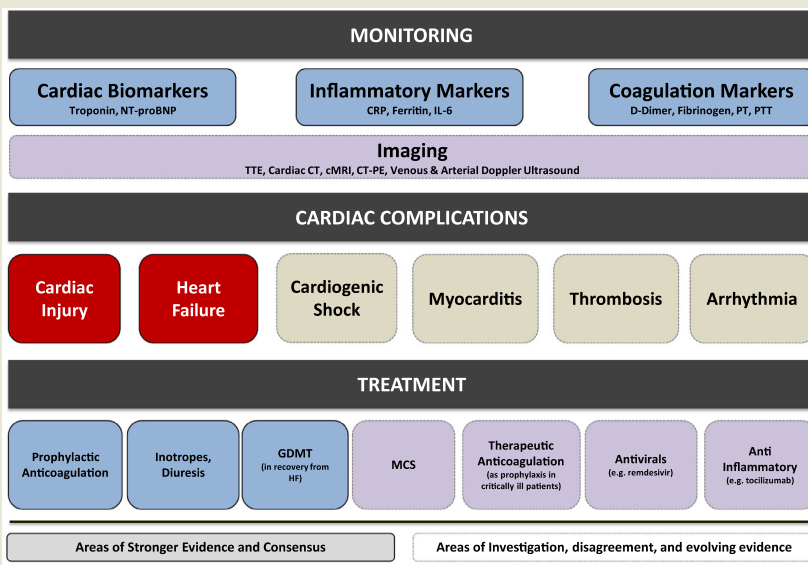 MONITORING
Cardiac Biomarkers
Troponin, NT-proBNP
Inflammatory Markers
CRP, Ferritin, IL-6
Coagulation Markers
D-Dimer, Fibrinogen, PT, PTT
Imaging
TTE, Cardiac CT, cMRI, CT-PE, Venous & Arterial Doppler Ultrasound
CARDIAC COMPLICATIONS
Cardiac
Injury
Heart
Failure
Cardiogenic
Shock
Myocarditis
Thrombosis
Arrhythmia
TREATMENT
Prophylactic
Anticoagulation
Inotropes,
Diuresis
GDMT
(in recovery from
HF)
MCS
Therapeutic
Anticoagulation
(as prophylaxis in
critically ill patients)
Antivirals
(e.g. remdesivir)
Anti
Inflammatory
(e.g. tocilizumab)
Areas of Stronger Evidence and Consensus
Areas of Investigation, disagreement, and evolving evidence